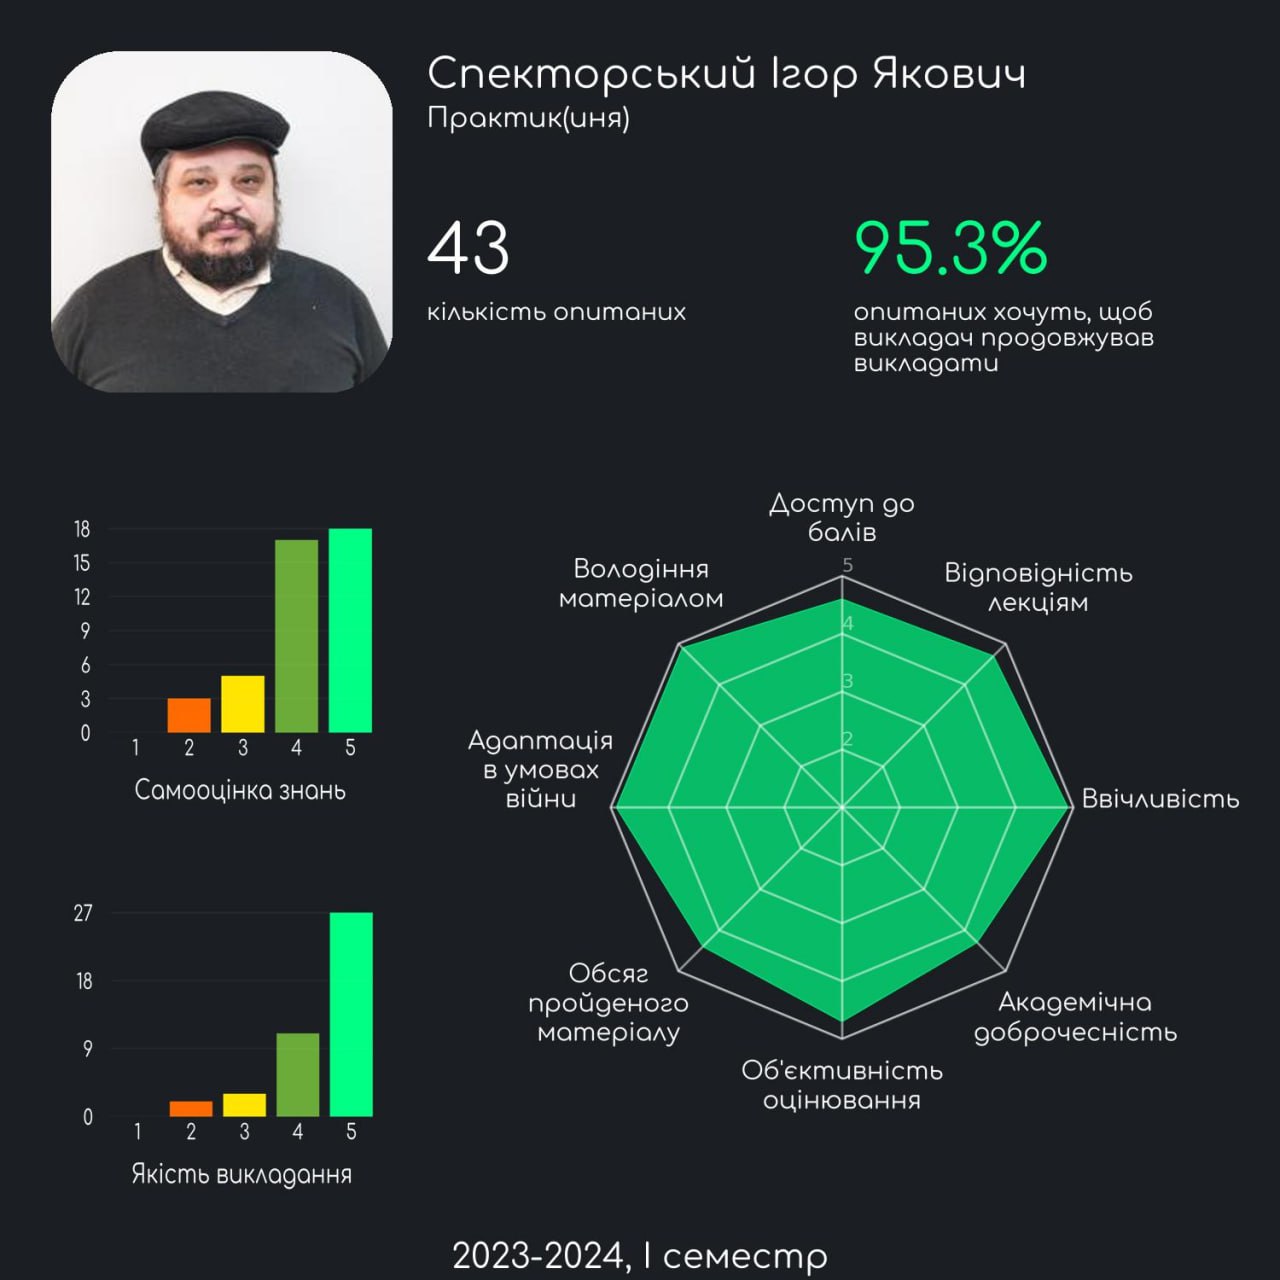 Спекторський Ігор Якович
Практик(иня)
43
кількість опитаних
95.3%
опитаних хочуть, щоб
викладач продовжував
викладати
18
15
12
9
6
3
0
1 2 3 4 5
Самооцінка знань
27
18
9
0
1 2 3 4 5
Якість викладання
Доступ до
балів
Відповідність
лекціям
Ввічливість
Академічна
доброчесність
Об'єктивність
оцінювання
Обсяг
пройденого
матеріалу
Адаптація
в умовах
війни
Володіння
матеріалом
5
4
3
2
2023-2024, І семестр